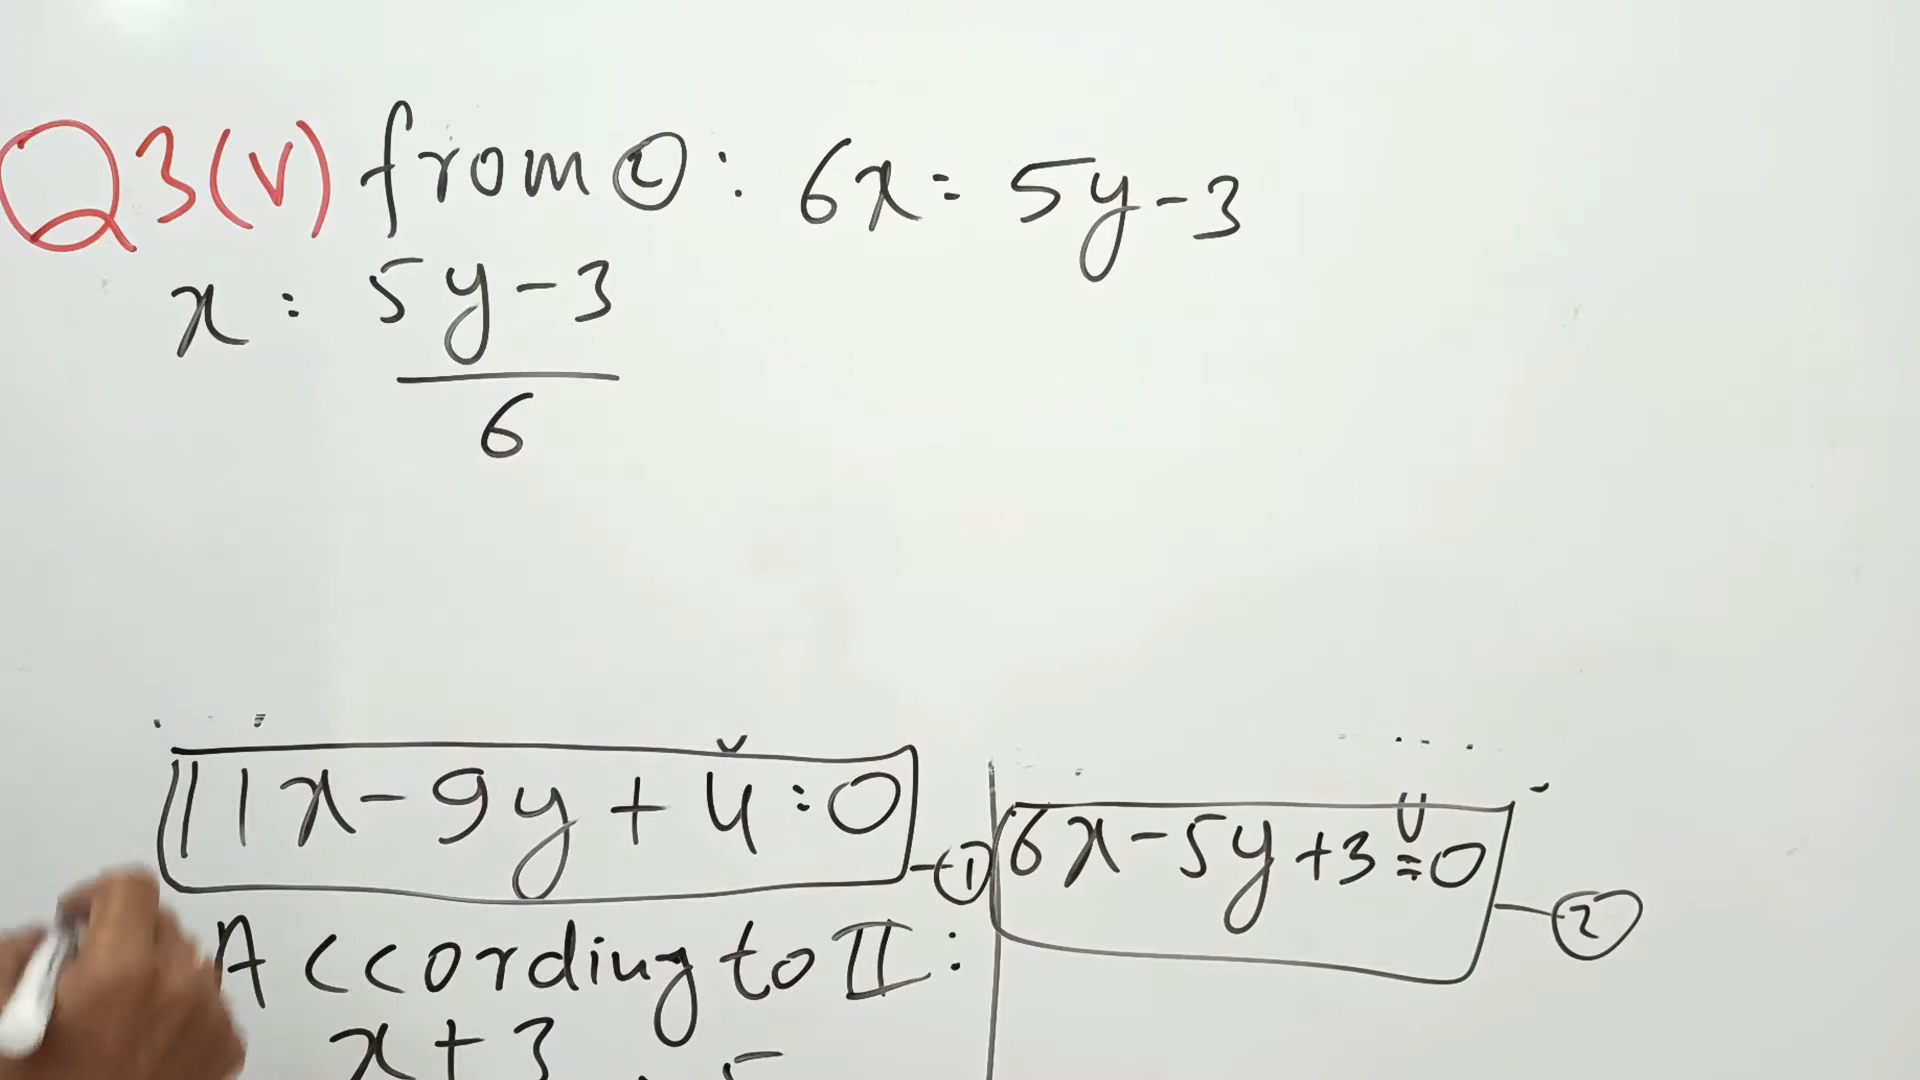 Q3(V) from ②: 6x = 5y-3
x = 5y-3
6
11x-9y+4=0 -① 6x-5y+3=0 -②
According to II:
x+3
5